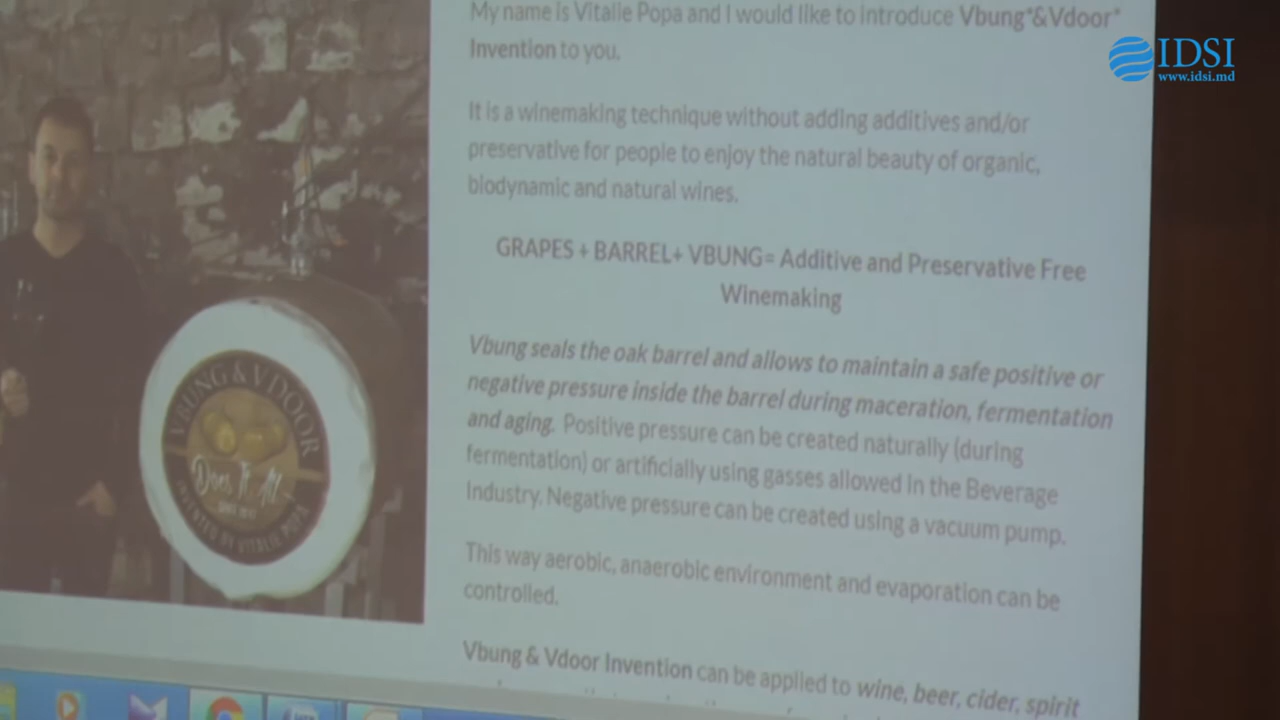 My name is Vitalie Popa and I would like to introduce Vbung*&Vdoor*
Invention to you.
IDSI
www.idsi.md
It is a winemaking technique without adding additives and/or
preservative for people to enjoy the natural beauty of organic,
biodynamic and natural wines.
GRAPES + BARREL+ VBUNG= Additive and Preservative Free
Winemaking
Vbung seals the oak barrel and allows to maintain a safe positive or
negative pressure inside the barrel during maceration, fermentation
and aging. Positive pressure can be created naturally (during
fermentation) or artificially using gasses allowed in the Beverage
Industry. Negative pressure can be created using a vacuum pump.
This way aerobic, anaerobic environment and evaporation can be
controlled.
Vbung & Vdoor Invention can be applied to wine, beer, cider, spirit
VBUNG & VDOOR
Does It All
INVENTED BY VITALIE POPA